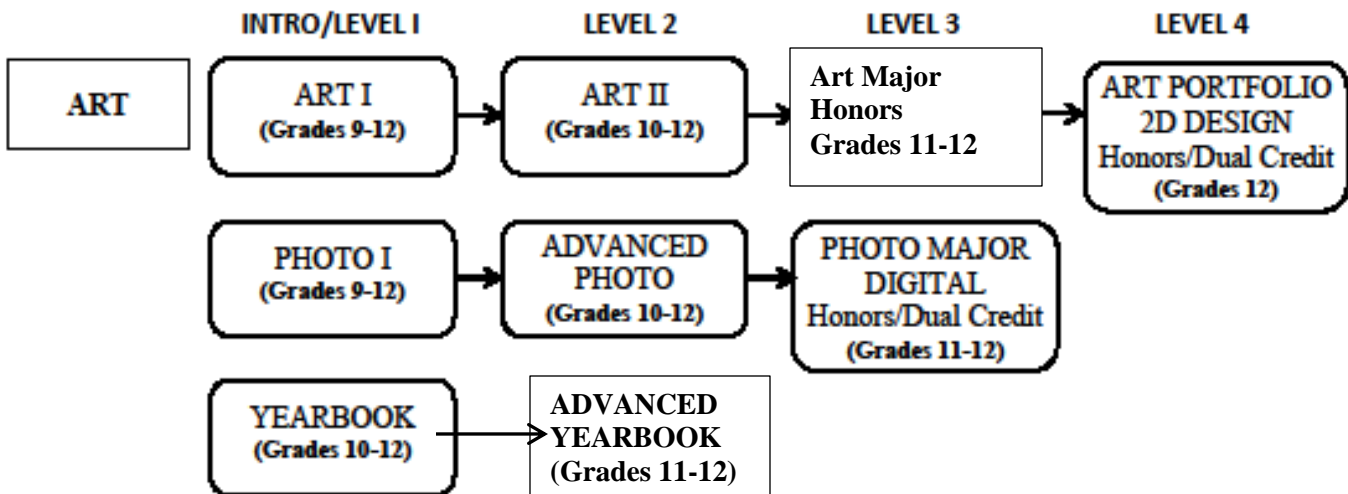 INTRO/LEVEL I
LEVEL 2
LEVEL 3
LEVEL 4
ART
ART I
(Grades 9-12)
ART II
(Grades 10-12)
Art Major
Honors
Grades 11-12
ART PORTFOLIO
2D DESIGN
Honors/Dual Credit
(Grades 12)
PHOTO I
(Grades 9-12)
ADVANCED
PHOTO
(Grades 10-12)
PHOTO MAJOR
DIGITAL
Honors/Dual Credit
(Grades 11-12)
YEARBOOK
(Grades 10-12)
ADVANCED
YEARBOOK
(Grades 11-12)